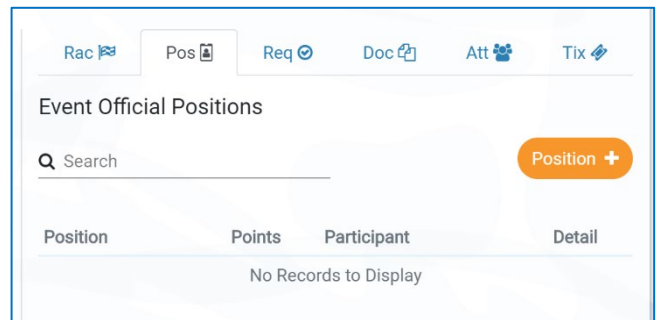 Rac Pos Req Doc Att Tix
Event Official Positions
Search Position +
Position Points Participant Detail
No Records to Display